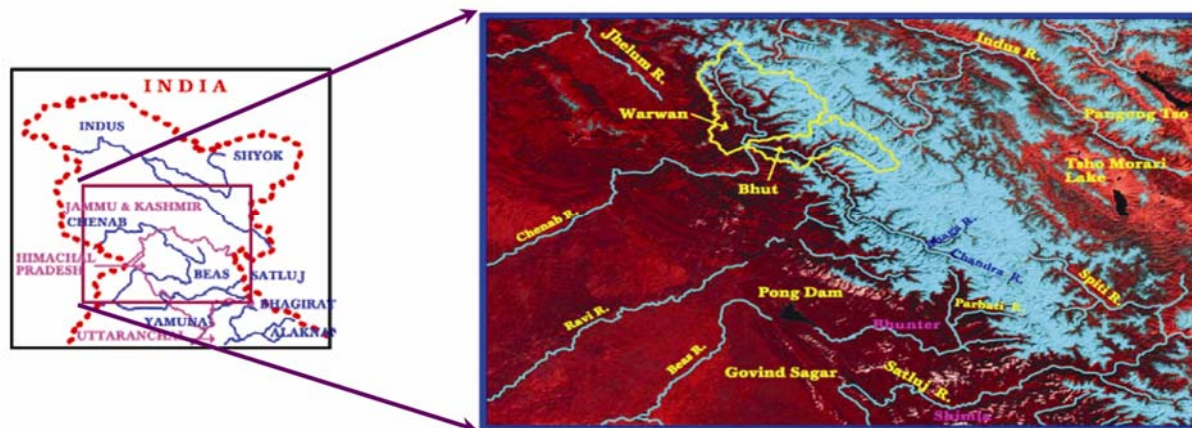 INDIA
INDUS
SHYOK
JAMMU & KASHMIR
CHENAB
HIMACHAL
PRADESH
BEAS
SATLUJ
BHAGIRAT
YAMUNA
ALAKNA
UTTARANCHAL
Jhelum R.
Indus R.
Warwan
Pangong Tso
Tsho Morari
Lake
Bhut
Chenab R.
Bhaga R.
Chandra R.
Spiti R.
Pong Dam
Parbati R.
Ravi R.
Bhunter
Beas R.
Govind Sagar
Satluj R.
Shimla